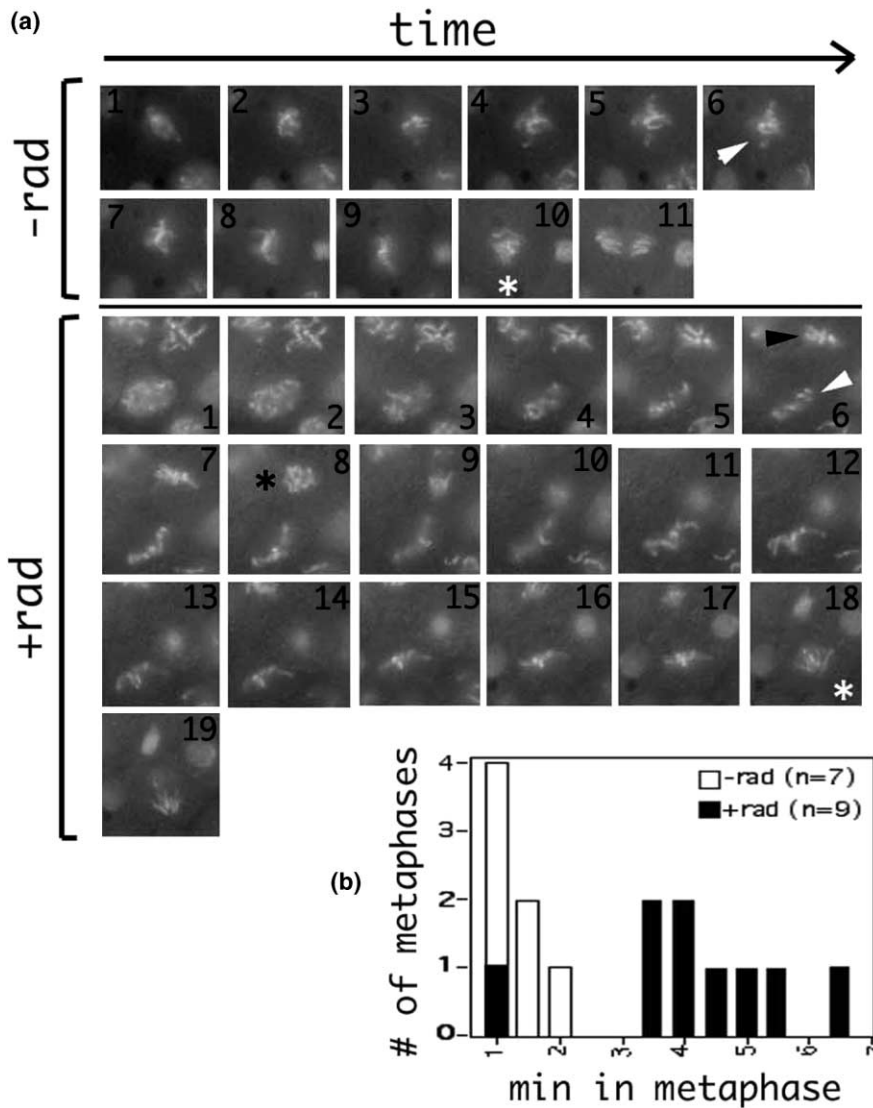 (a)
time
-rad
1 2 3 4 5 6
7 8 9 10 11
*
+rad
1 2 3 4 5 6
7 8 9 10 11 12
*
13 14 15 16 17 18
*
19
(b)
# of metaphases
4
3
2
1
0
-rad (n=7)
+rad (n=9)
1 2 3 4 5 6 7
min in metaphase